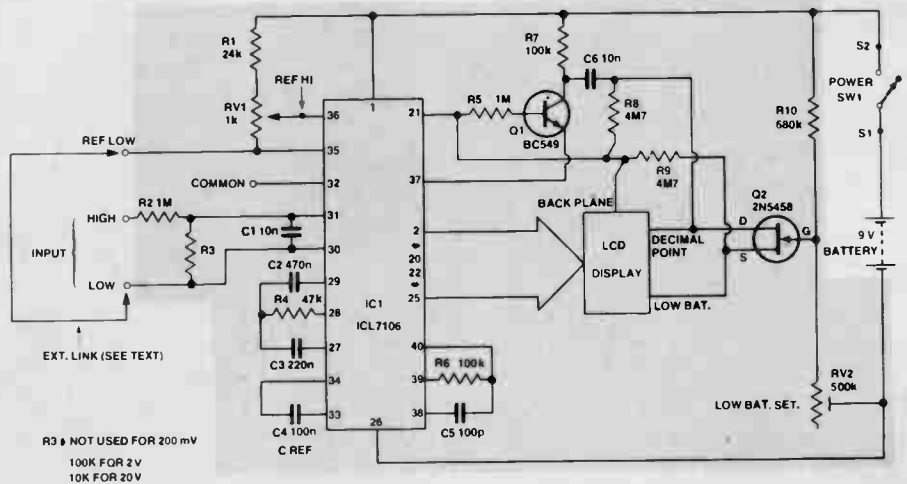 R1
24k
RV1
1k
REF HI
REF LOW
COMMON
HIGH
R2 1M
INPUT
C1 10n
R3
LOW
C2 470n
R4 47k
C3 220n
C4 100n
C REF
EXT. LINK (SEE TEXT)
R3 NOT USED FOR 200 mV
100K FOR 2V
10K FOR 20V
36
35
32
31
30
29
28
27
34
33
1
IC1
ICL7106
26
21
37
2
20
22
25
40
39
38
R5 1M
Q1
BC549
R7
100k
C6 10n
R8
4M7
R9
4M7
BACK PLANE
LCD
DISPLAY
DECIMAL
POINT
LOW BAT.
R6 100k
C5 100p
D
S
G
Q2
2N5458
R10
680k
S2
POWER
SW1
S1
9V
BATTERY
RV2
500k
LOW BAT. SET.